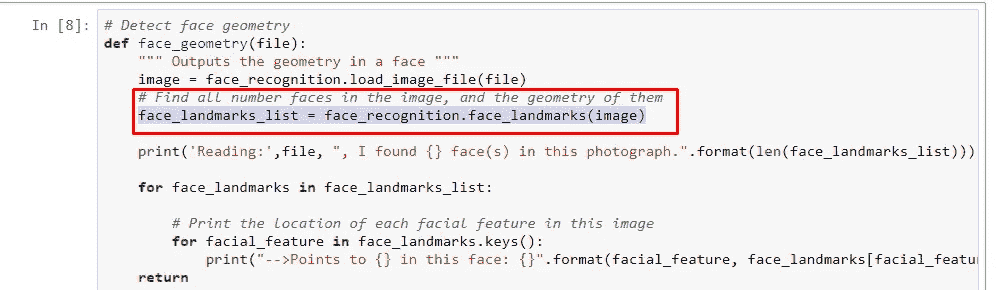 In [8]: # Detect face geometry
def face_geometry(file):
""" Outputs the geometry in a face """
image = face_recognition.load_image_file(file)
# Find all number faces in the image, and the geometry of them
face_landmarks_list = face_recognition.face_landmarks(image)
print('Reading:',file, ", I found {} face(s) in this photograph.".format(len(face_landmarks_list)))
for face_landmarks in face_landmarks_list:
# Print the location of each facial feature in this image
for facial_feature in face_landmarks.keys():
print("-->Points to {} in this face: {}".format(facial_feature, face_landmarks[facial_featu
return